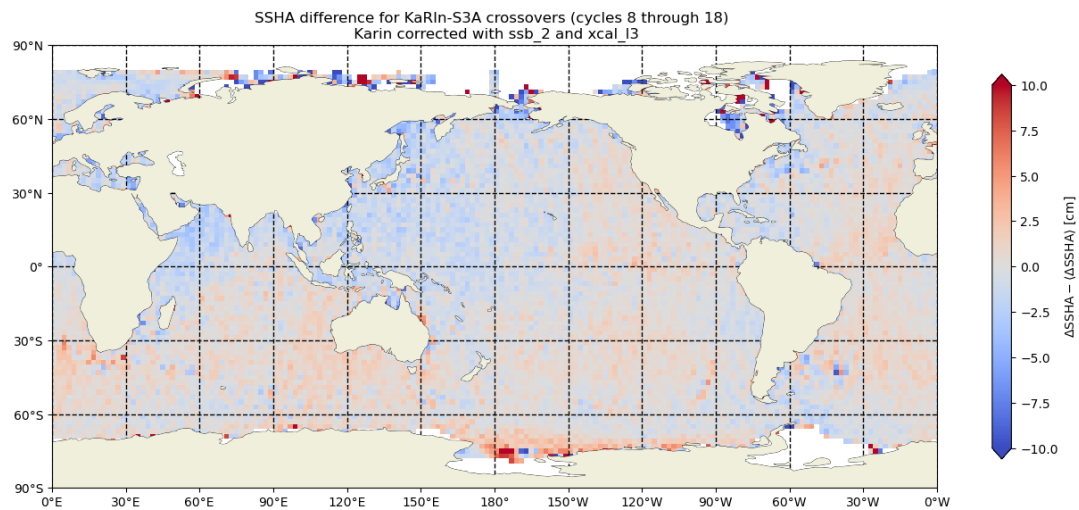 SSHA difference for KaRIn-S3A crossovers (cycles 8 through 18)
Karin corrected with ssb_2 and xcal_l3
90°N
60°N
30°N
0°
30°S
60°S
90°S
0°E 30°E 60°E 90°E 120°E 150°E 180° 150°W 120°W 90°W 60°W 30°W 0°W
10.0
7.5
5.0
2.5
0.0
−2.5
−5.0
−7.5
−10.0
ΔSSHA − ⟨ΔSSHA⟩ [cm]